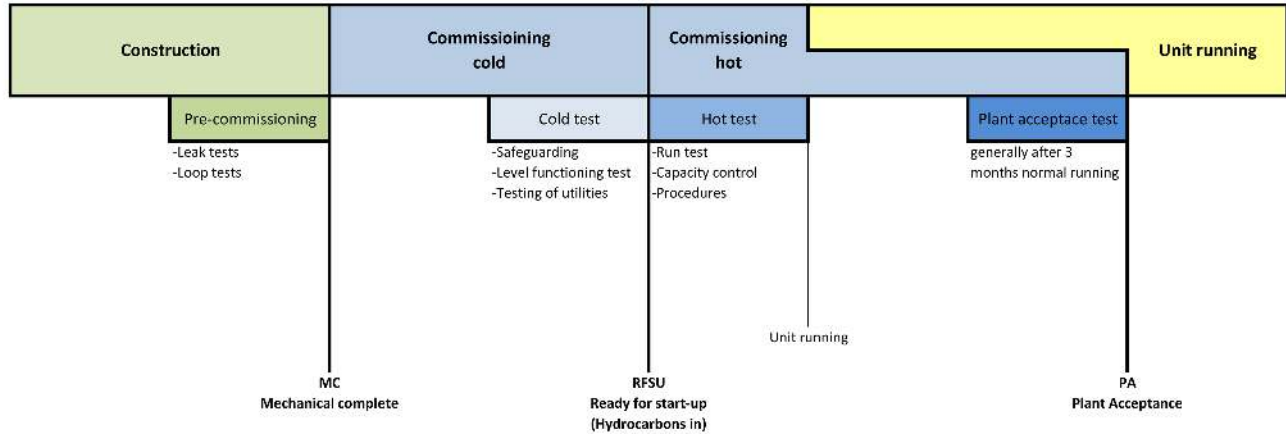 Construction
Commisioining
cold
Commissioning
hot
Unit running
Pre-commissioning
Cold test
Hot test
Plant acceptace test
-Leak tests
-Loop tests
-Safeguarding
-Level functioning test
-Testing of utilities
-Run test
-Capacity control
-Procedures
generally after 3
months normal running
Unit running
MC
Mechanical complete
RFSU
Ready for start-up
(Hydrocarbons in)
PA
Plant Acceptance